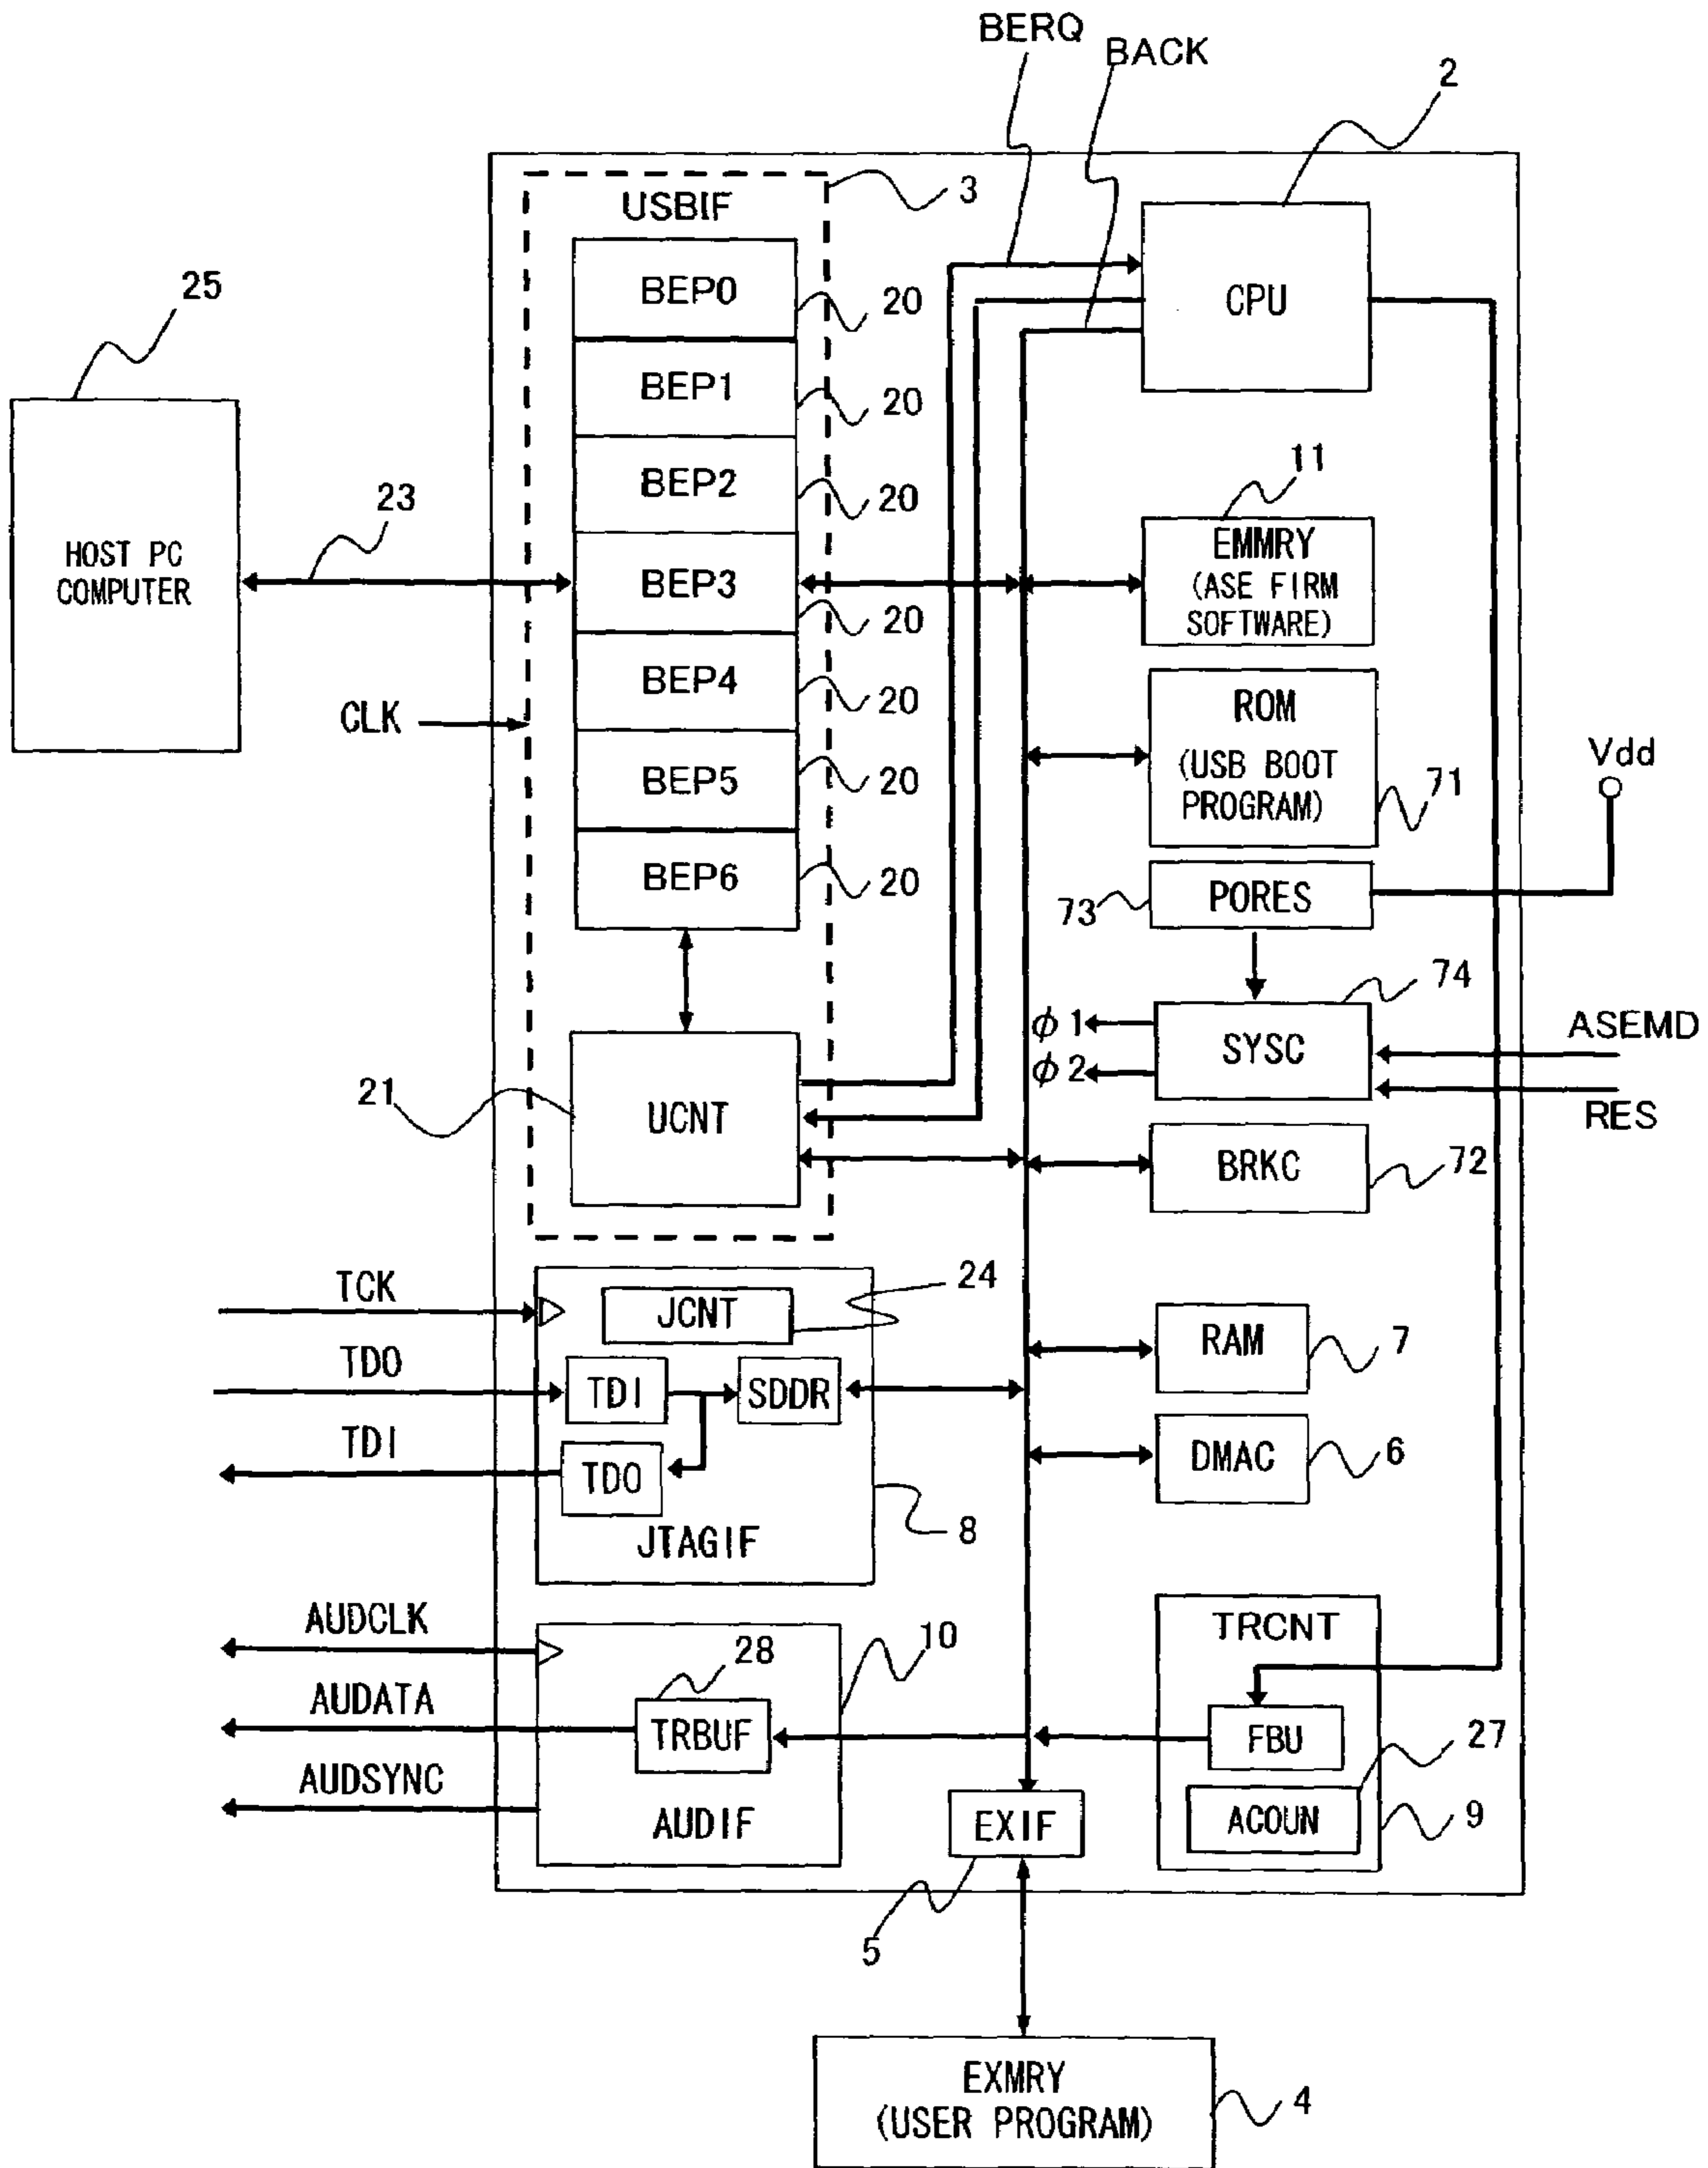 BERQ
BACK
2
3
USBIF
25
BEP0
20
CPU
BEP1
20
11
BEP2
20
23
EMMRY
(ASE FIRM
SOFTWARE)
HOST PC
COMPUTER
BEP3
20
BEP4
20
CLK
ROM
(USB BOOT
PROGRAM)
71
Vdd
BEP5
20
BEP6
20
73
PORES
74
φ1
φ2
SYSC
ASEMD
RES
21
UCNT
BRKC
72
TCK
JCNT
24
TDO
TDI
SDDR
RAM
7
TDI
TDO
DMAC
6
JTAGIF
8
AUDCLK
10
TRCNT
28
AUDATA
TRBUF
FBU
27
AUDSYNC
AUDIF
EXIF
ACOUN
9
5
EXMRY
(USER PROGRAM)
4